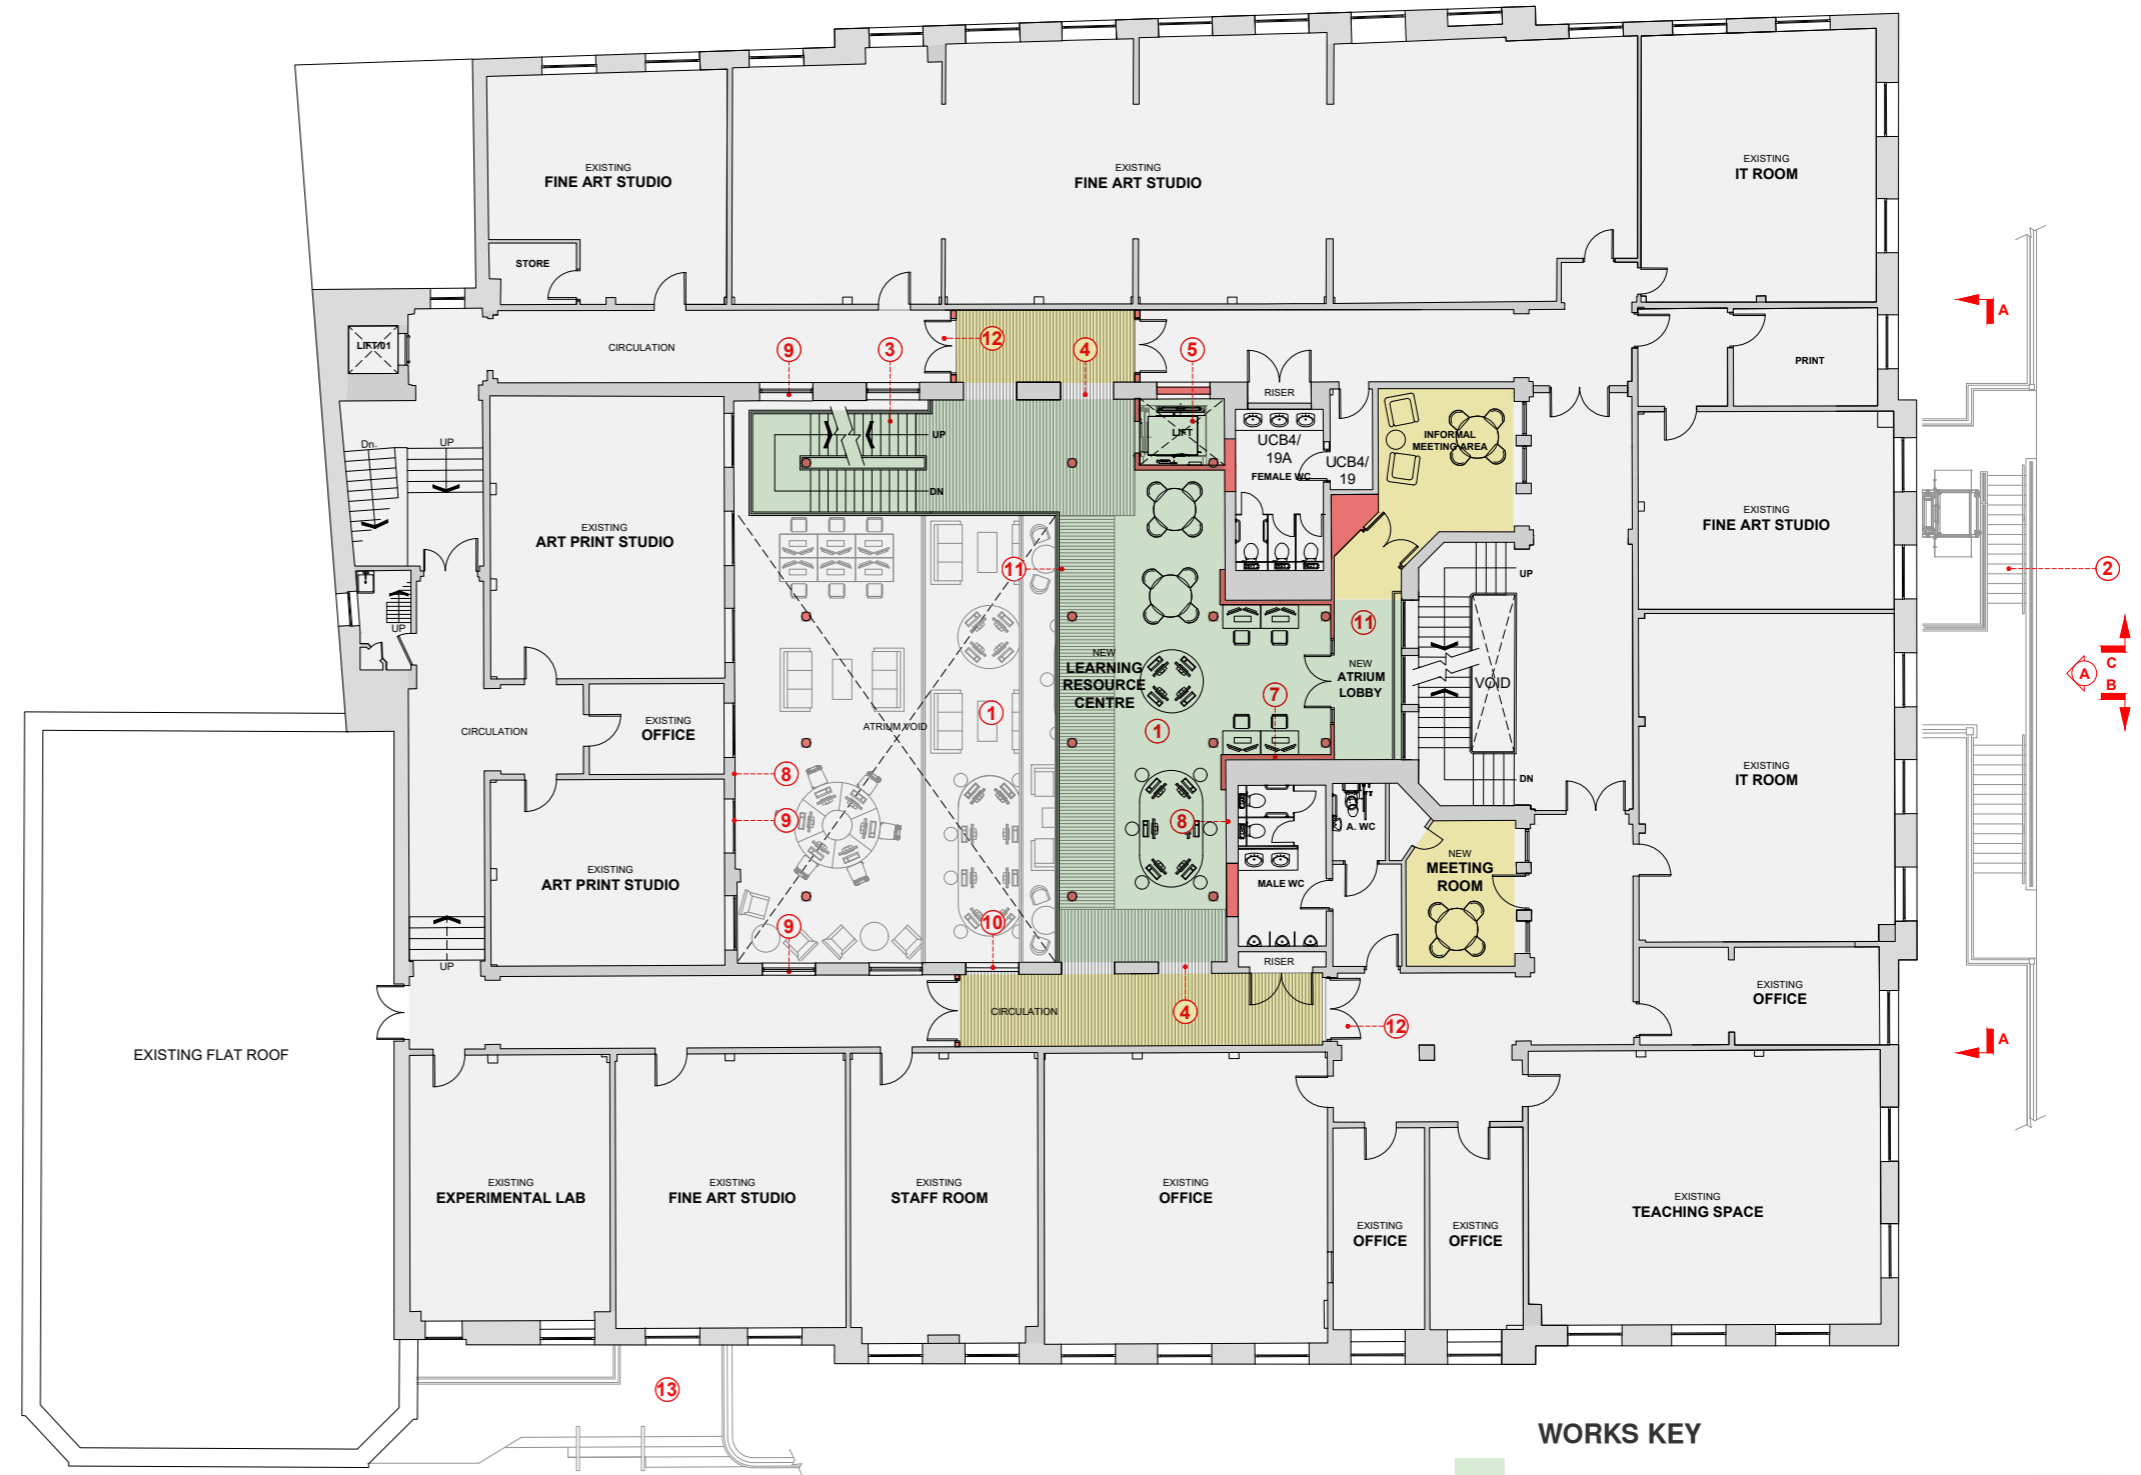 EXISTING
FINE ART STUDIO
EXISTING
FINE ART STUDIO
EXISTING
IT ROOM
STORE
A
LIFT/01
CIRCULATION
9
3
12
4
5
RISER
PRINT
Dn.
UP
UP
DN
LIFT
UCB4/
19A
FEMALE WC
UCB4/
19
INFORMAL
MEETING AREA
EXISTING
ART PRINT STUDIO
EXISTING
FINE ART STUDIO
11
UP
2
UP
11
NEW
LEARNING
RESOURCE
CENTRE
NEW
ATRIUM
LOBBY
VOID
C
A
B
7
1
1
ATRIUM VOID
EXISTING
OFFICE
CIRCULATION
8
EXISTING
IT ROOM
DN
9
8
A. WC
EXISTING
ART PRINT STUDIO
MALE WC
NEW
MEETING
ROOM
9
10
UP
RISER
EXISTING
OFFICE
CIRCULATION
4
12
A
EXISTING FLAT ROOF
EXISTING
EXPERIMENTAL LAB
EXISTING
FINE ART STUDIO
EXISTING
STAFF ROOM
EXISTING
OFFICE
EXISTING
OFFICE
EXISTING
OFFICE
EXISTING
TEACHING SPACE
13
WORKS KEY